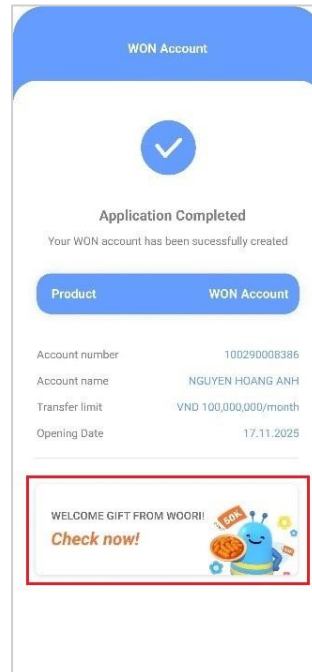 WON Account
Application Completed
Your WON account has been sucessfully created
Product WON Account
Account number 100290008386
Account name NGUYEN HOANG ANH
Transfer limit VND 100,000,000/month
Opening Date 17.11.2025
WELCOME GIFT FROM WOORI!
50K
Check now!